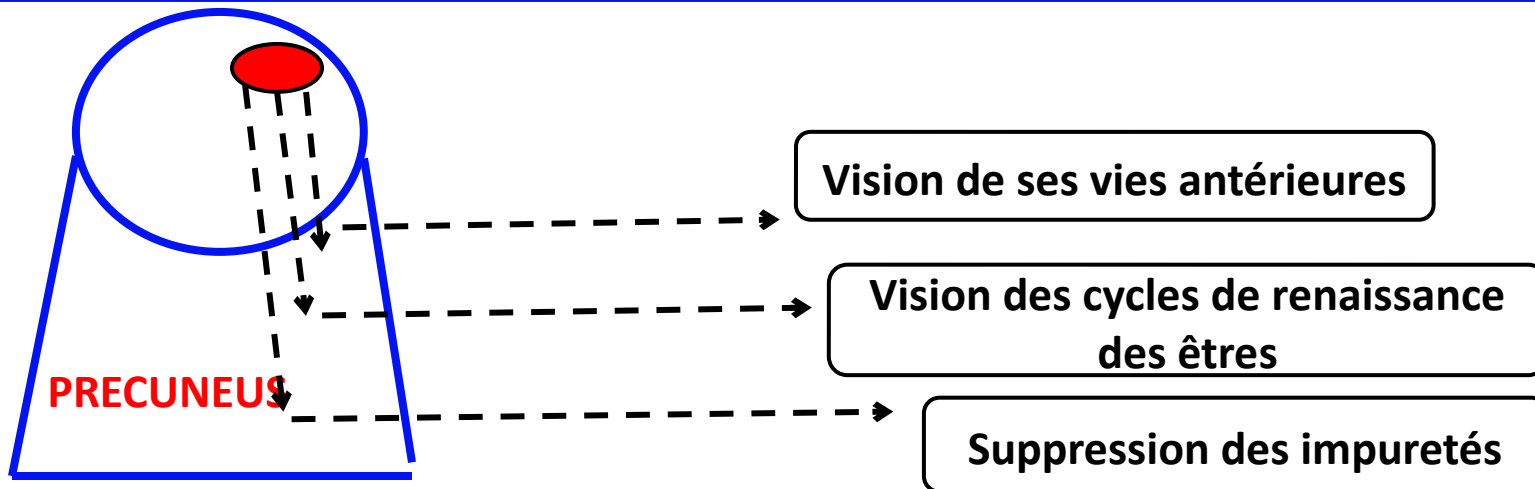 Vision de ses vies antérieures
Vision des cycles de renaissance
des êtres
PRECUNEUS
Suppression des impuretés